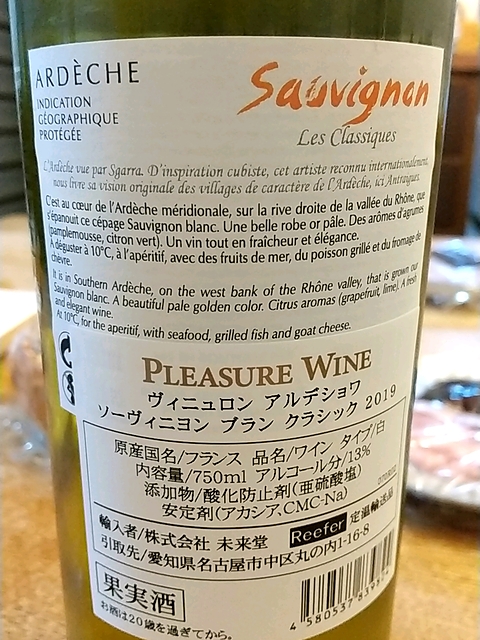 ARDÈCHE
INDICATION
GÉOGRAPHIQUE
PROTÉGÉE
Sauvignon
Les Classiques
L'Ardèche vue par Sgarra. D'inspiration cubiste, cet artiste reconnu internationalement,
nous livre sa vision originale des villages de caractère de l'Ardèche, ici Antraigues.
C'est au cœur de l'Ardèche méridionale, sur la rive droite de la vallée du Rhône, que
s'épanouit ce cépage Sauvignon blanc. Une belle robe or pâle. Des arômes d'agrumes
(pamplemousse, citron vert). Un vin tout en fraîcheur et élégance.
A déguster à 10°C, à l'apéritif, avec des fruits de mer, du poisson grillé et du fromage de
chèvre.
It is in Southern Ardèche, on the west bank of the Rhône valley, that is grown our
Sauvignon blanc. A beautiful pale golden color. Citrus aromas (grapefruit, lime). A fresh
and elegant wine.
At 10°C, for the aperitif, with seafood, grilled fish and goat cheese.
PLEASURE WINE
ヴィニュロン アルデショワ
ソーヴィニヨン ブラン クラシック 2019
原産国名/フランス 品名/ワイン タイプ/白
内容量/750ml アルコール分/13%
添加物/酸化防止剤(亜硫酸塩)
安定剤(アカシア,CMC-Na)
輸入者/株式会社 未来堂 Reefer 定温輸送品
引取先/愛知県名古屋市中区丸の内1-16-8
果実酒
お酒は20歳を過ぎてから。